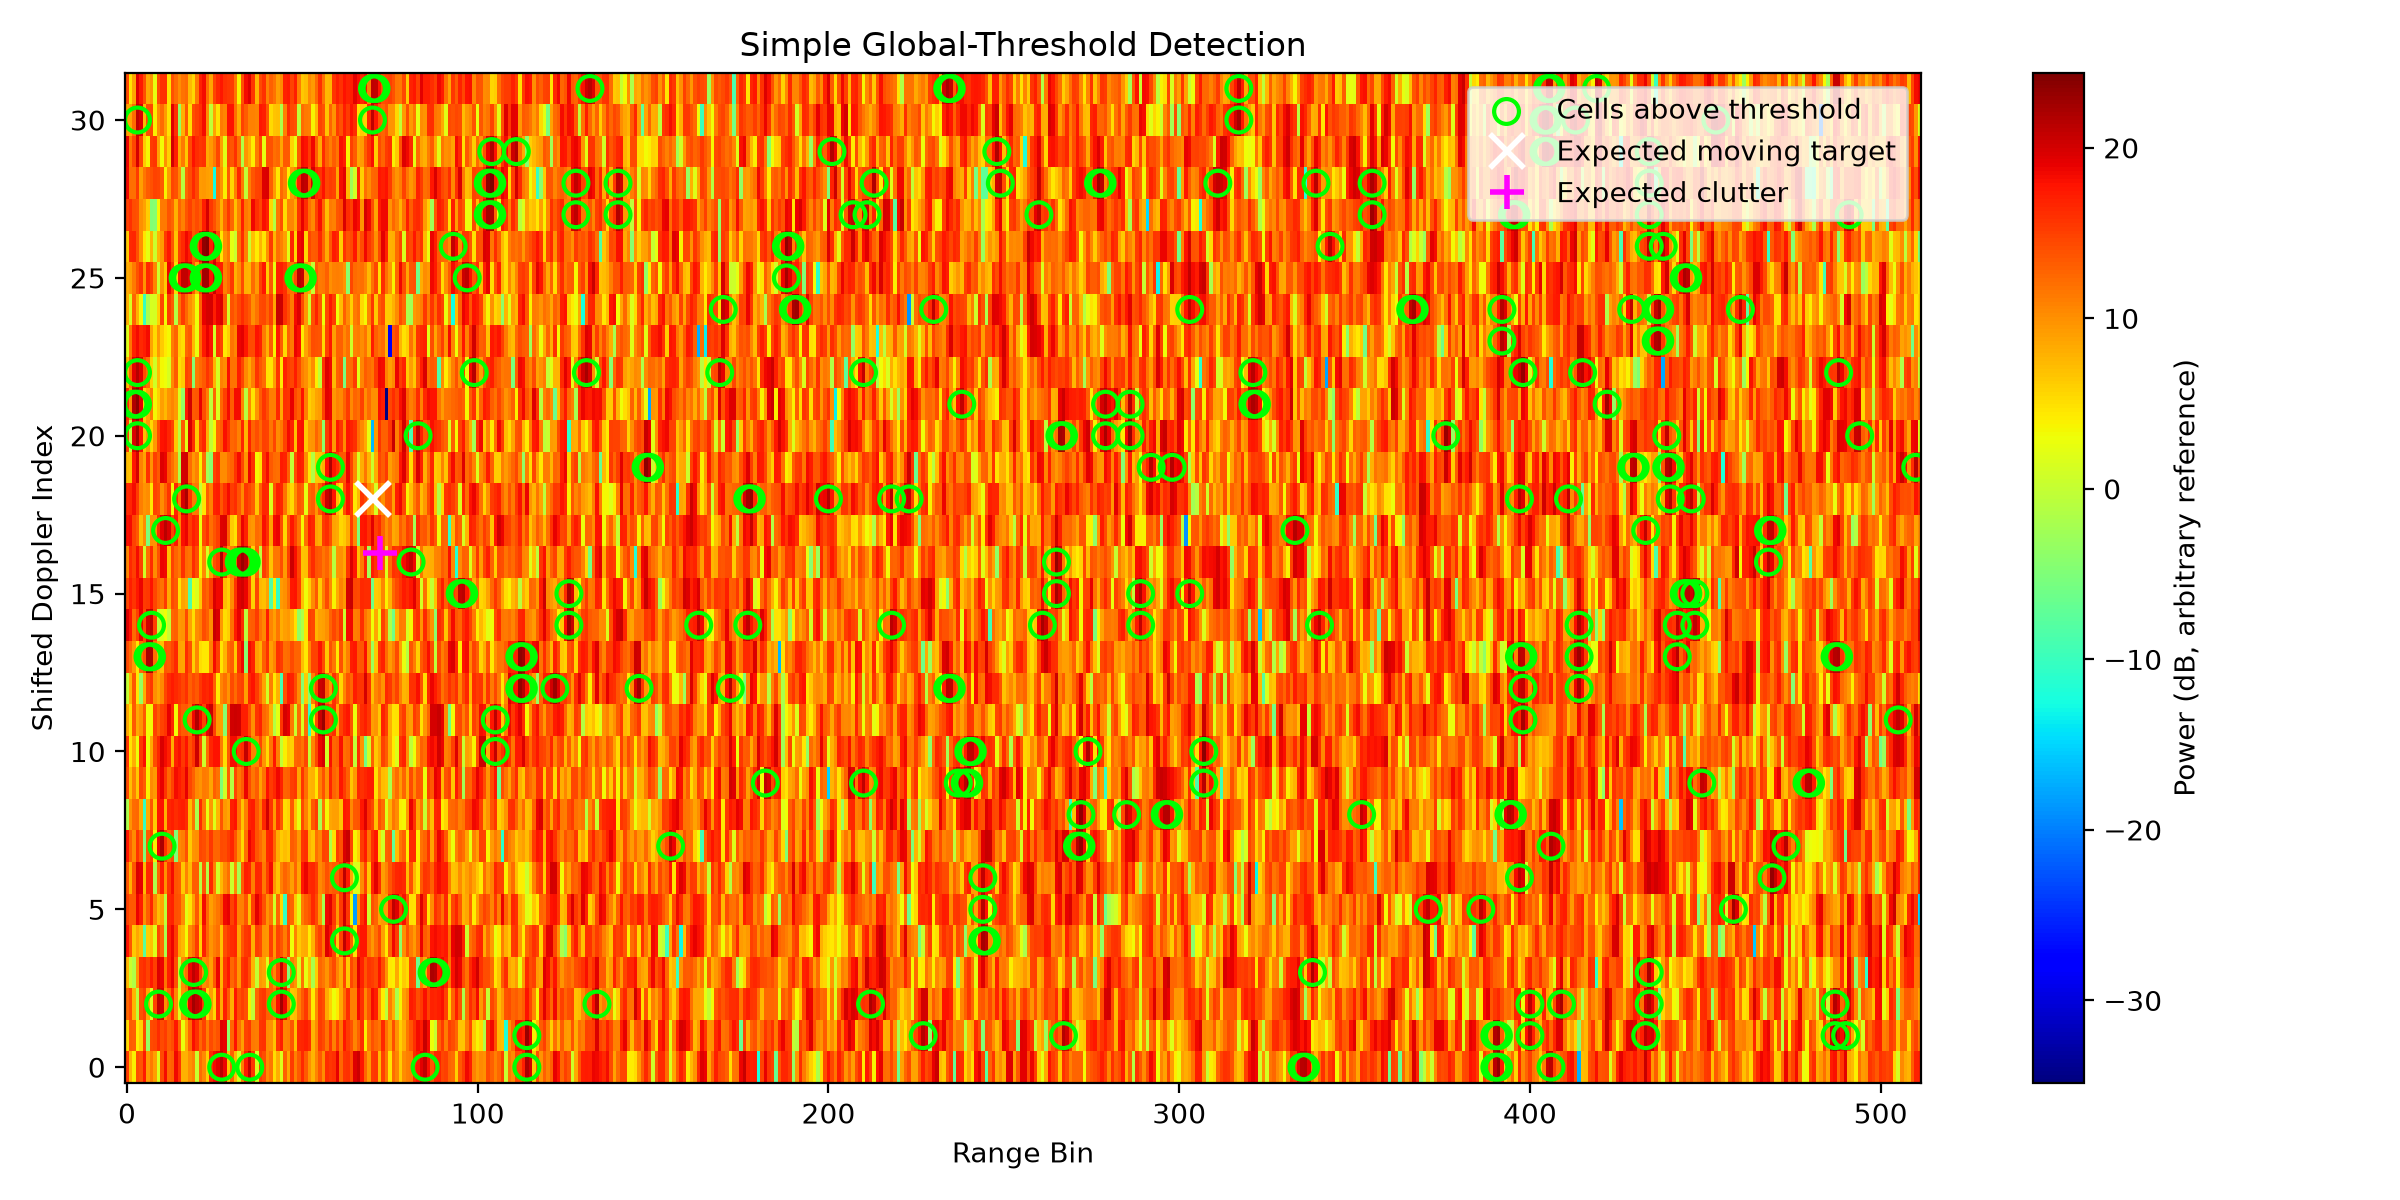 Simple Global-Threshold Detection
Cells above threshold
Expected moving target
Expected clutter
Shifted Doppler Index
30
25
20
15
10
5
0
0 100 200 300 400 500
Range Bin
20
10
0
−10
−20
−30
Power (dB, arbitrary reference)